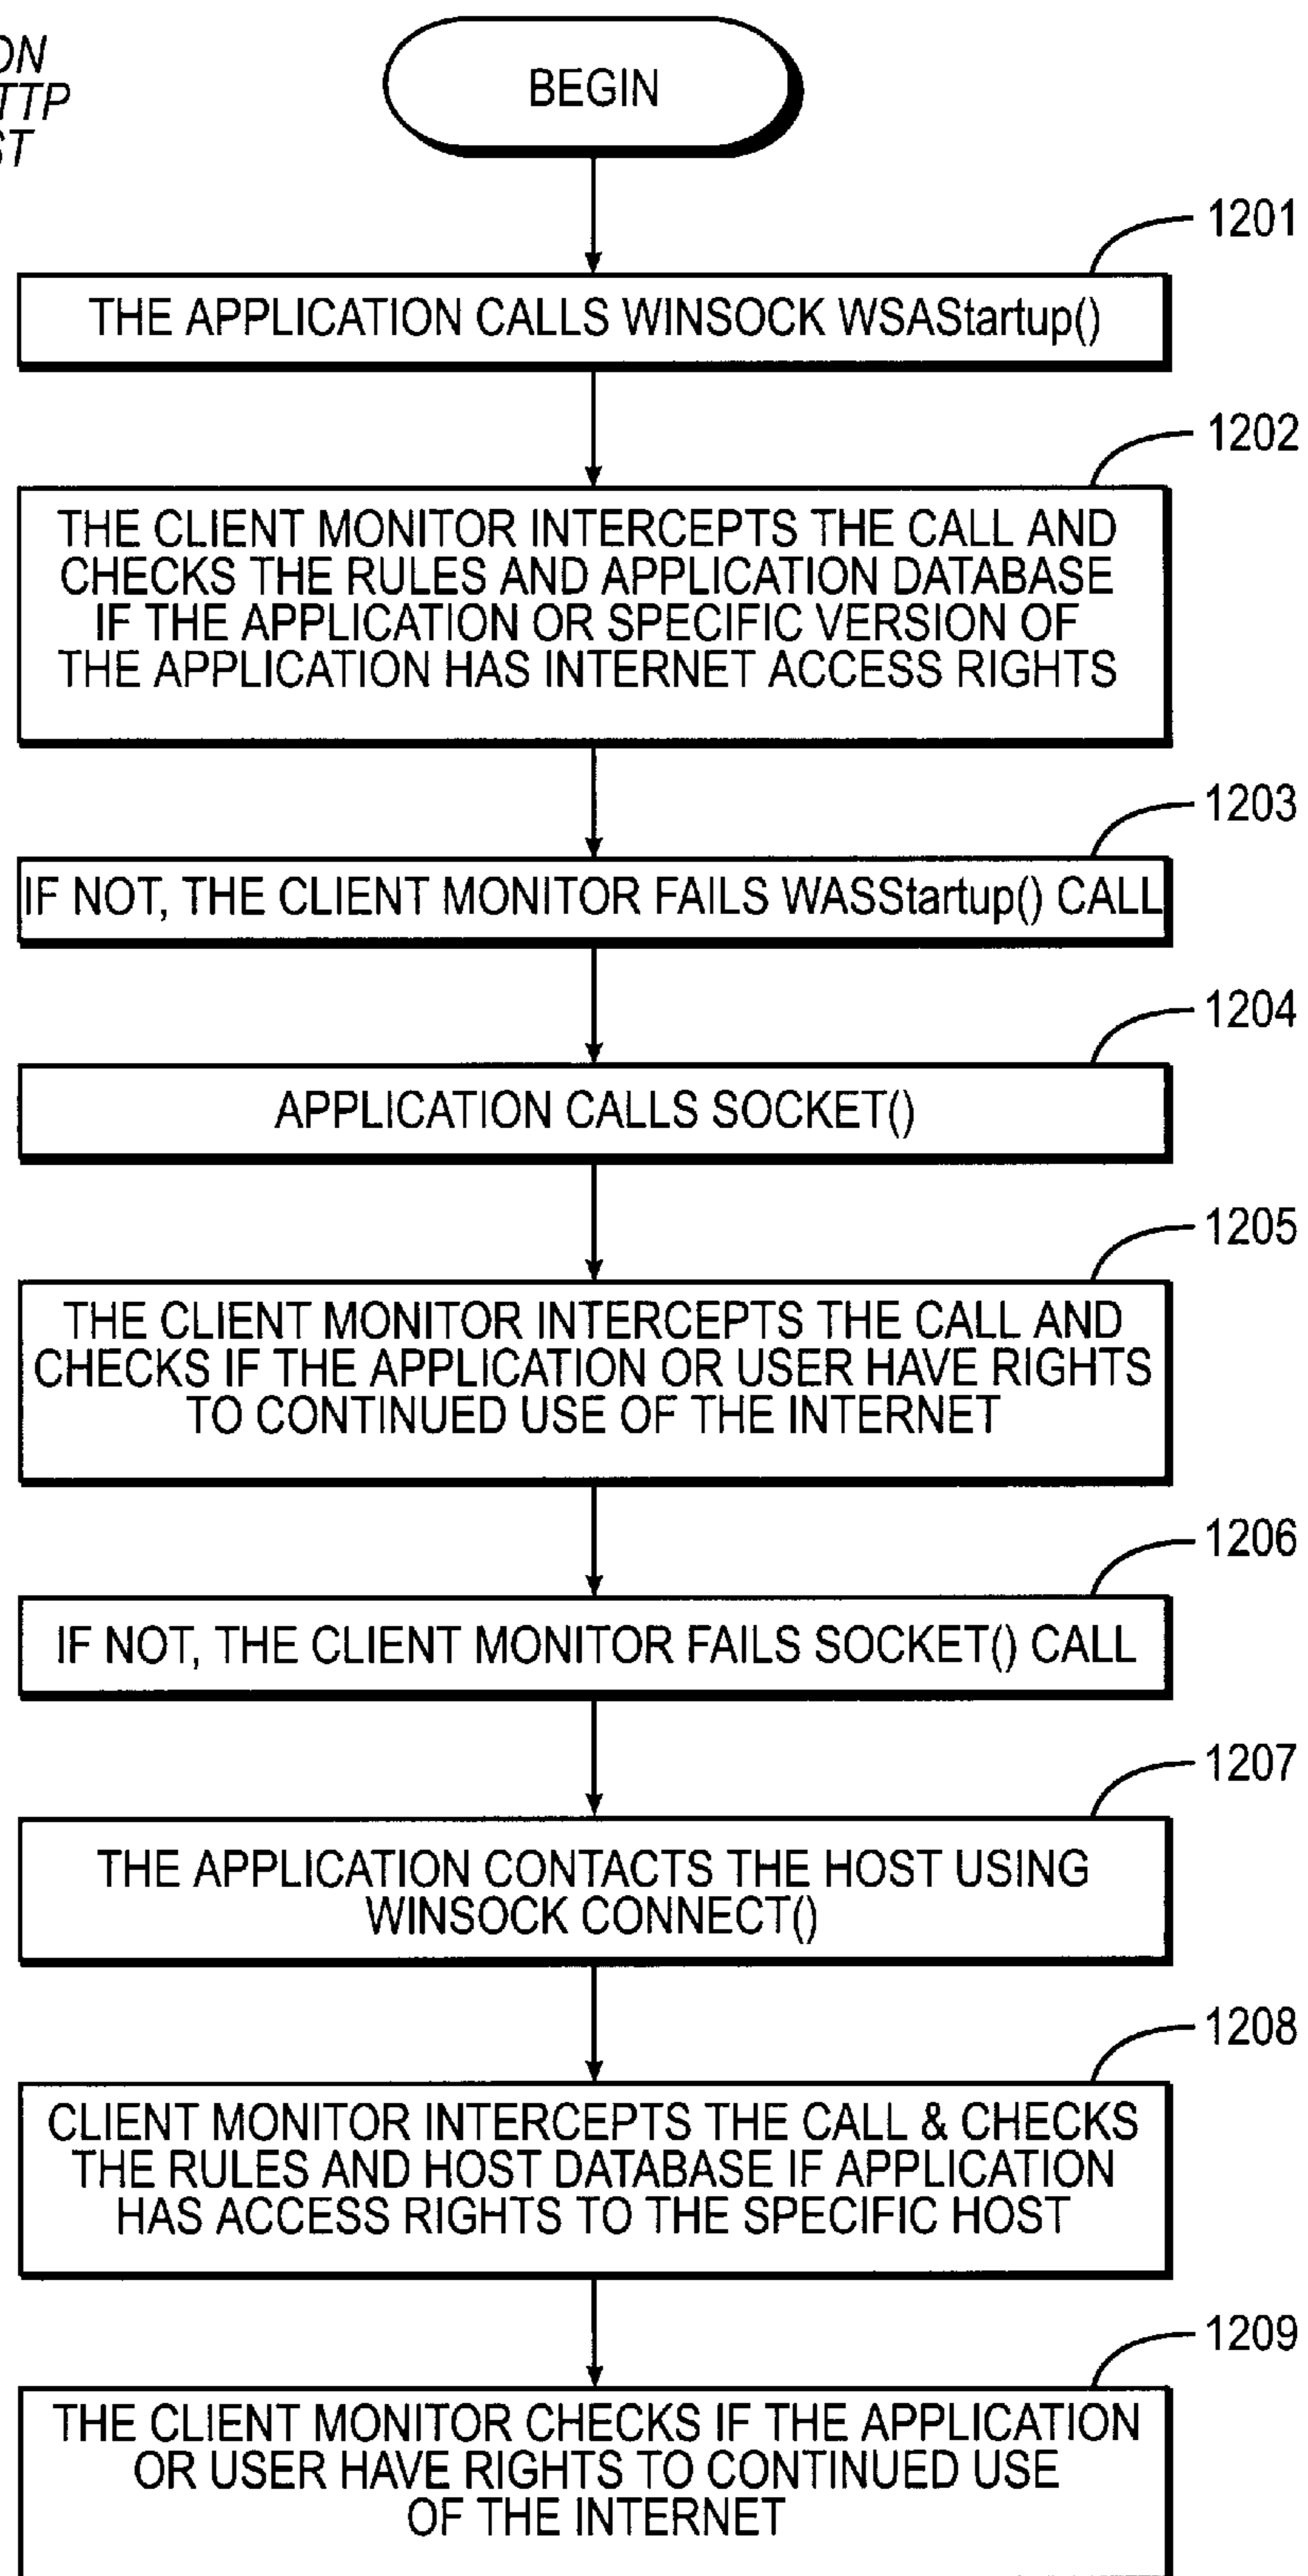 BEGIN
1201
THE APPLICATION CALLS WINSOCK WSAStartup()
1202
THE CLIENT MONITOR INTERCEPTS THE CALL AND
CHECKS THE RULES AND APPLICATION DATABASE
IF THE APPLICATION OR SPECIFIC VERSION OF
THE APPLICATION HAS INTERNET ACCESS RIGHTS
1203
IF NOT, THE CLIENT MONITOR FAILS WASStartup() CALL
1204
APPLICATION CALLS SOCKET()
1205
THE CLIENT MONITOR INTERCEPTS THE CALL AND
CHECKS IF THE APPLICATION OR USER HAVE RIGHTS
TO CONTINUED USE OF THE INTERNET
1206
IF NOT, THE CLIENT MONITOR FAILS SOCKET() CALL
1207
THE APPLICATION CONTACTS THE HOST USING
WINSOCK CONNECT()
1208
CLIENT MONITOR INTERCEPTS THE CALL & CHECKS
THE RULES AND HOST DATABASE IF APPLICATION
HAS ACCESS RIGHTS TO THE SPECIFIC HOST
1209
THE CLIENT MONITOR CHECKS IF THE APPLICATION
OR USER HAVE RIGHTS TO CONTINUED USE
OF THE INTERNET